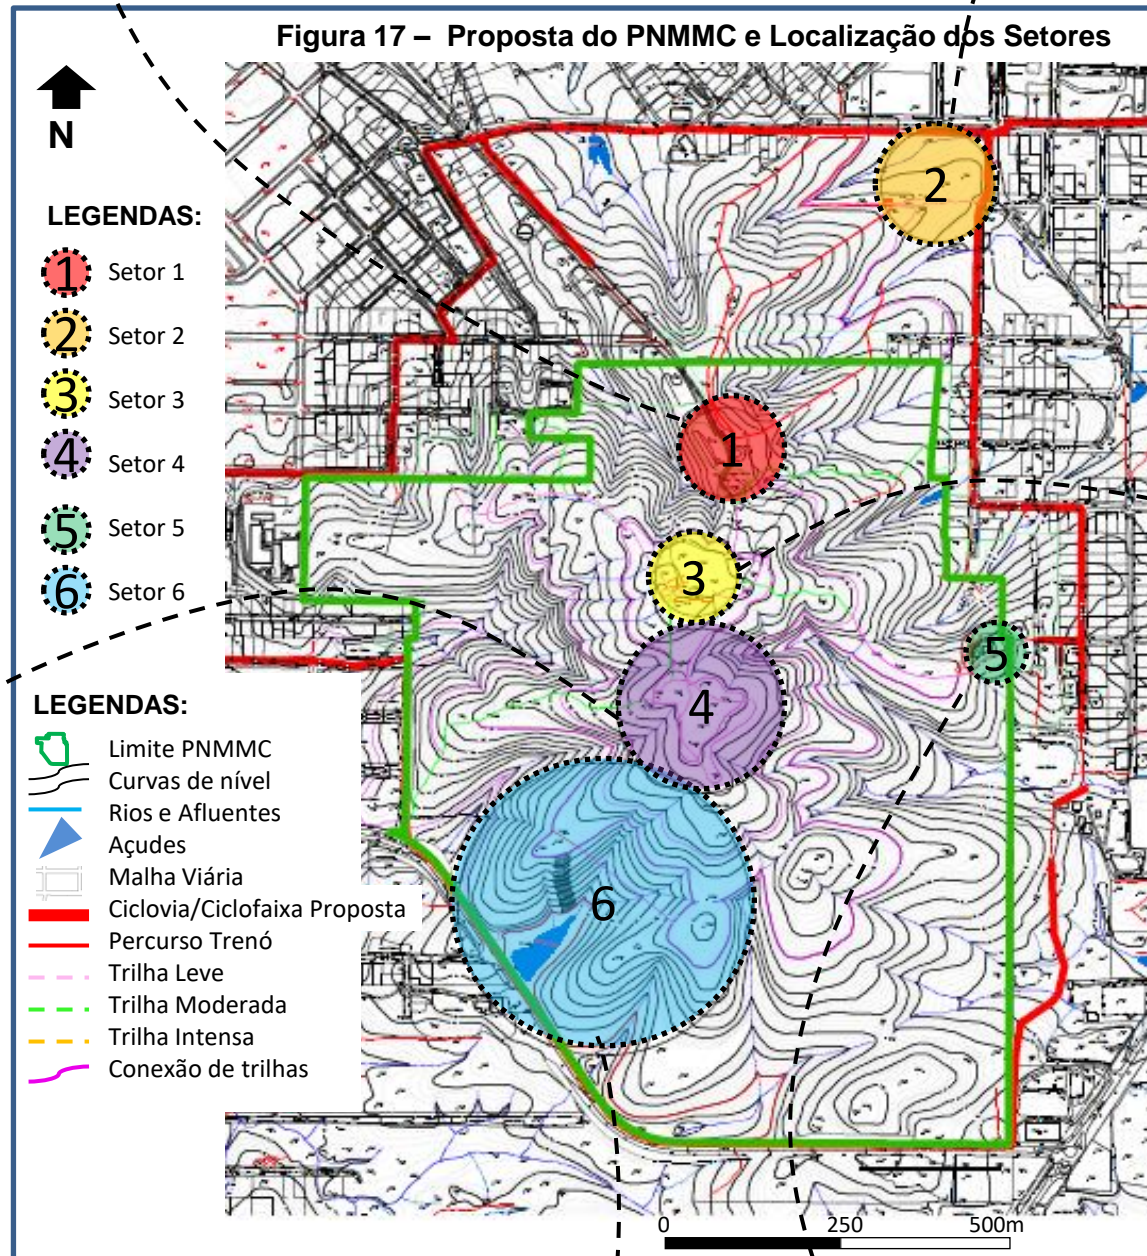 Figura 17 – Proposta do PNMMC e Localização dos Setores
N
LEGENDAS:
1 Setor 1
2 Setor 2
3 Setor 3
4 Setor 4
5 Setor 5
6 Setor 6
LEGENDAS:
Limite PNMMC
Curvas de nível
Rios e Afluentes
Açudes
Malha Viária
Ciclovia/Ciclofaixa Proposta
Percurso Trenó
Trilha Leve
Trilha Moderada
Trilha Intensa
Conexão de trilhas
2
1
3
5
4
6
0 250 500m